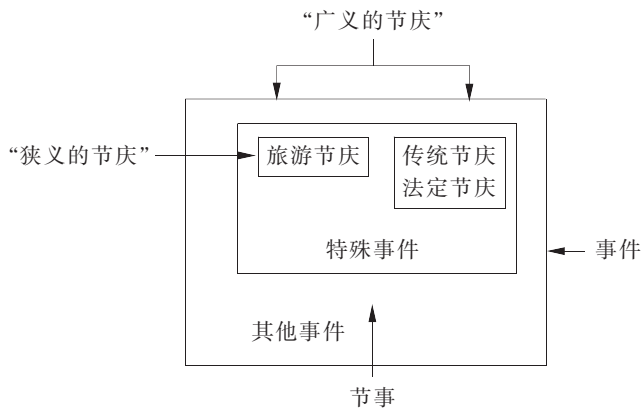 “广义的节庆”
“狭义的节庆”
旅游节庆
传统节庆
法定节庆
特殊事件
事件
其他事件
节事